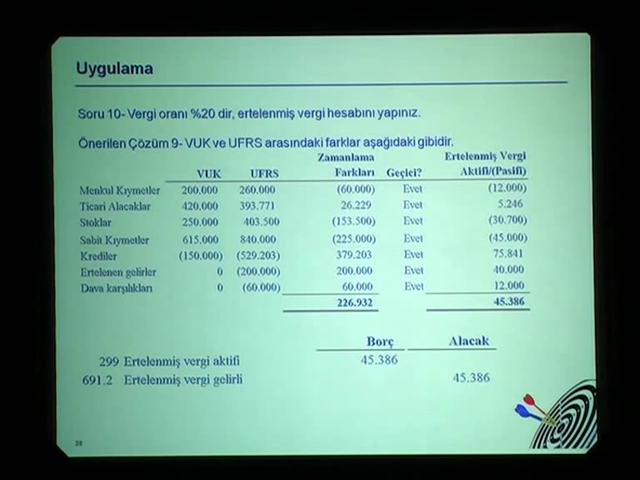 Uygulama
Soru 10- Vergi oranı %20 dir, ertelenmiş vergi hesabını yapınız.
Önerilen Çözüm 9- VUK ve UFRS arasındaki farklar aşağıdaki gibidir.
Zamanlama Ertelenmiş Vergi
VUK UFRS Farkları Geçici? Aktifi/(Pasifi)
Menkul Kıymetler 200.000 260.000 (60.000) Evet (12.000)
Ticari Alacaklar 420.000 393.771 26.229 Evet 5.246
Stoklar 250.000 403.500 (153.500) Evet (30.700)
Sabit Kıymetler 615.000 840.000 (225.000) Evet (45.000)
Krediler (150.000) (529.203) 379.203 Evet 75.841
Ertelenen gelirler 0 (200.000) 200.000 Evet 40.000
Dava karşılıkları 0 (60.000) 60.000 Evet 12.000
226.932 45.386
Borç Alacak
299 Ertelenmiş vergi aktifi 45.386
691.2 Ertelenmiş vergi gelirli 45.386